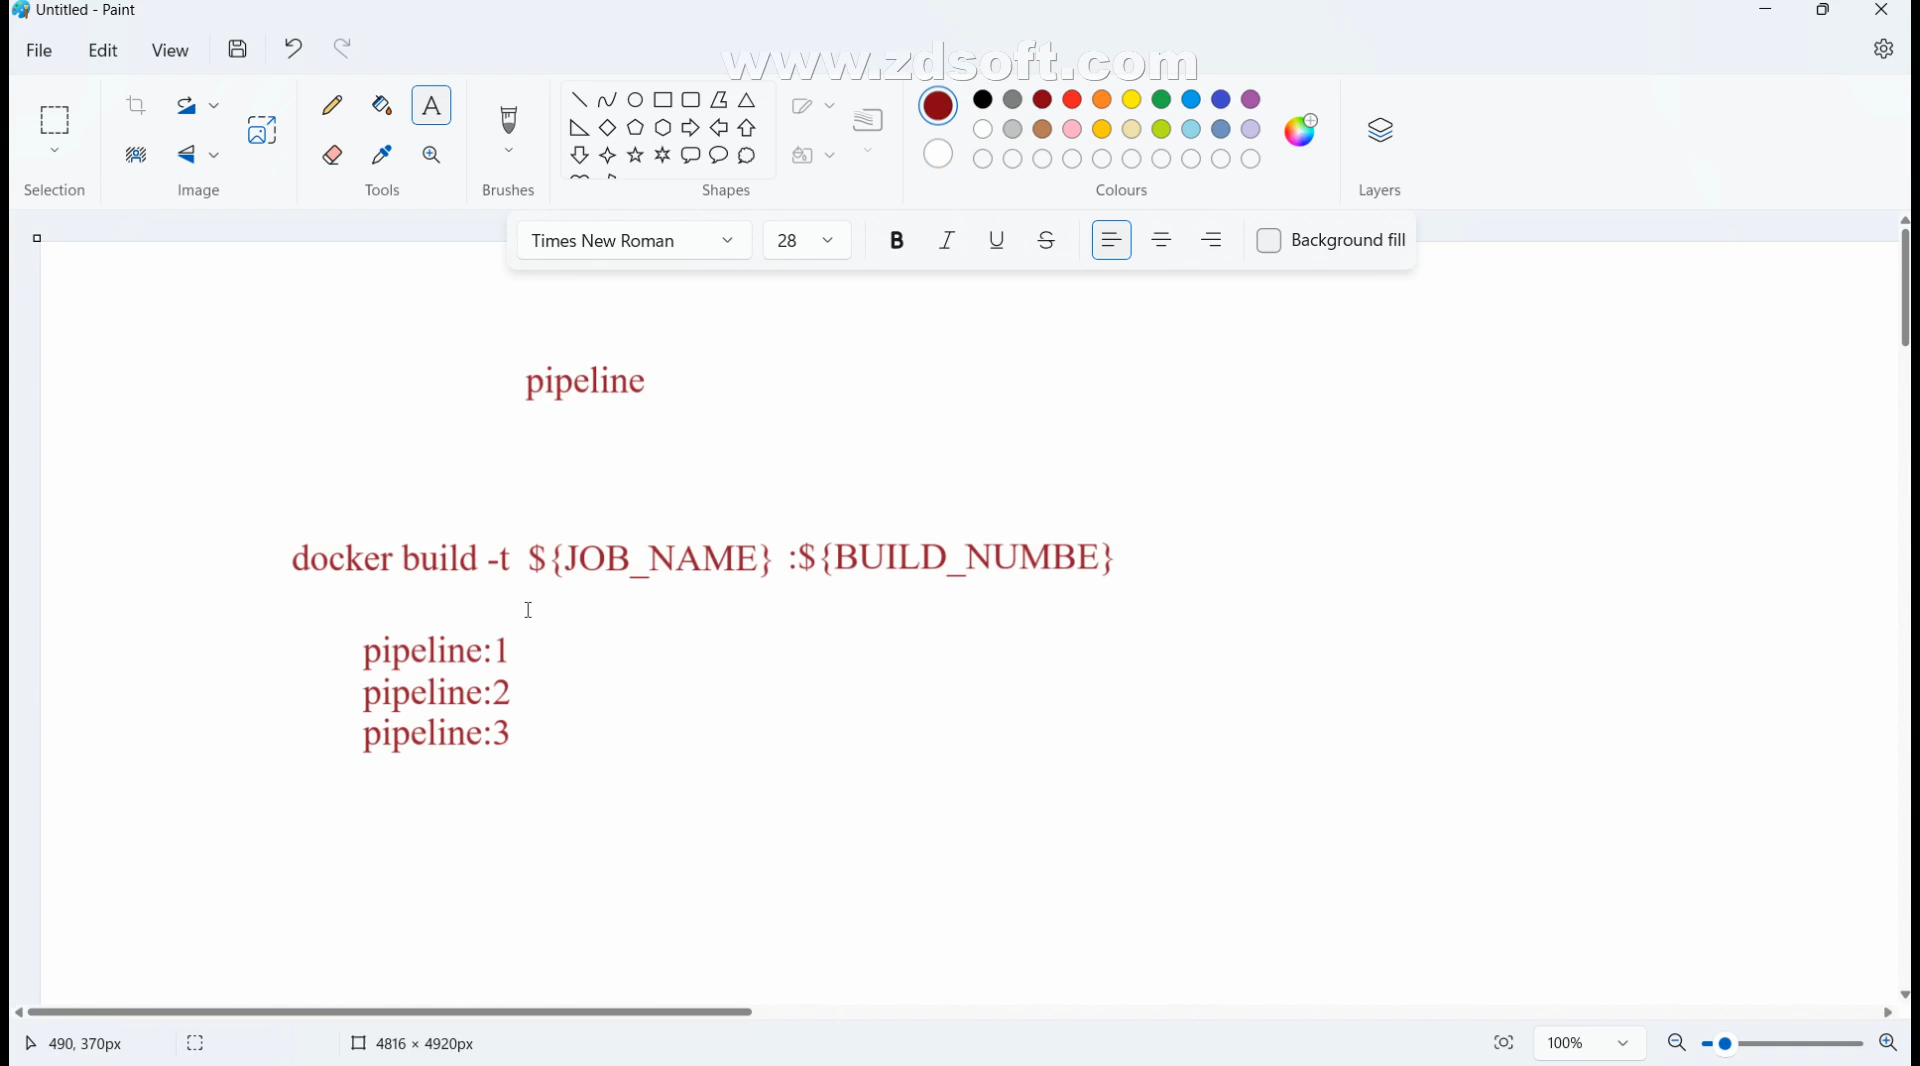 Untitled - Paint
File Edit View
www.zdsoft.com
Selection Image Tools Brushes Shapes Colours Layers
Times New Roman 28 B I U S Background fill
pipeline
docker build -t ${JOB_NAME} :${BUILD_NUMBE}
pipeline:1
pipeline:2
pipeline:3
490, 370px 4816 × 4920px 100%